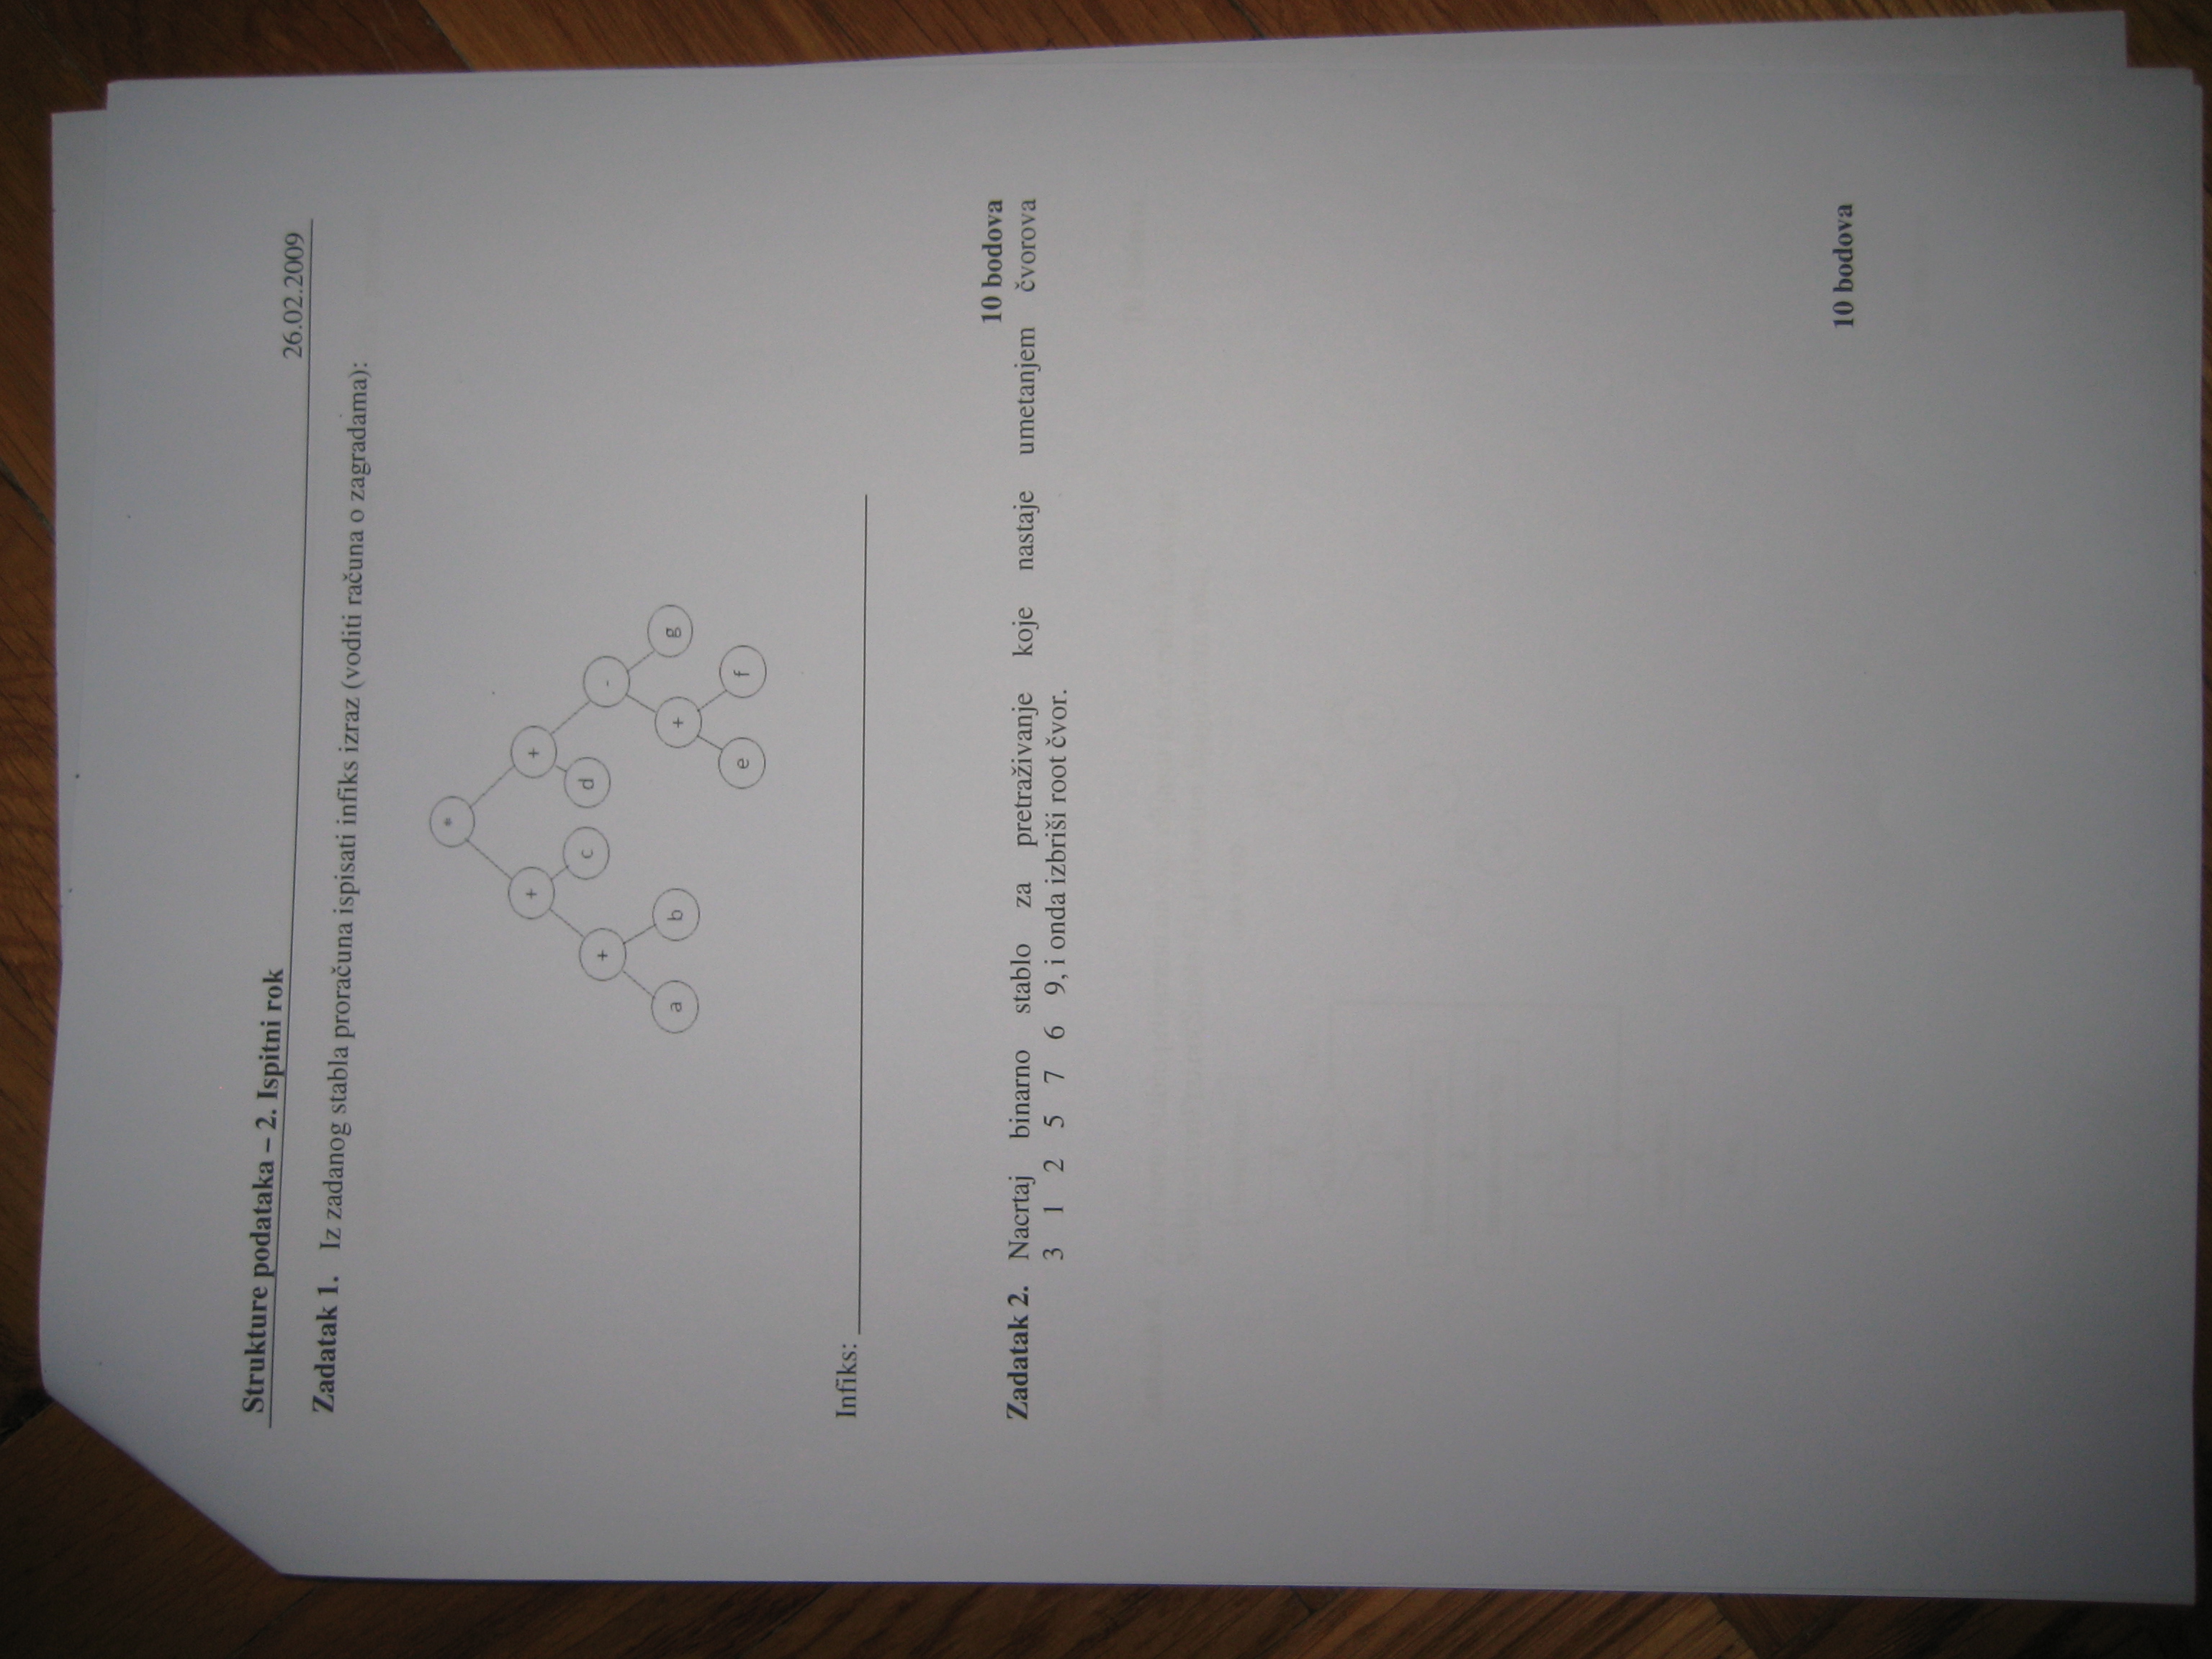 Strukture podataka – 2. Ispitni rok 26.02.2009
Zadatak 1. Iz zadanog stabla proračuna ispisati infiks izraz (voditi računa o zagradama):
*
+ +
+ c d -
a b + g
e f
Infiks: ____________________
10 bodova
Zadatak 2. Nacrtaj binarno stablo za pretraživanje koje nastaje umetanjem čvorova
3 1 2 5 7 6 9, i onda izbriši root čvor.
10 bodova